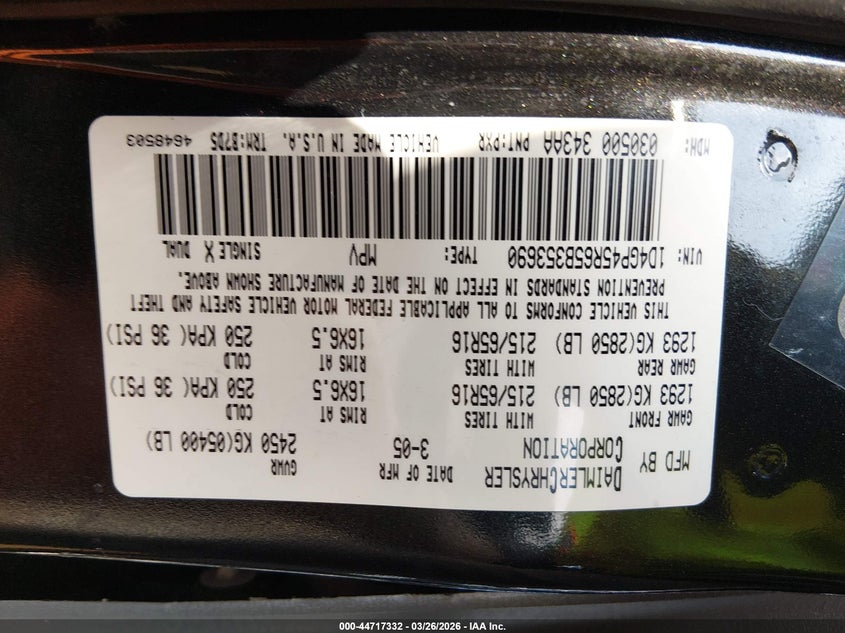 MFD BY DAIMLERCHRYSLER CORPORATION DATE OF MFR 3-05 GVWR 2450 KG(05400 LB)
GAWR FRONT WITH TIRES RIMS AT COLD
1293 KG(2850 LB) 215/65R16 16X6.5 250 KPA(36 PSI)
GAWR REAR WITH TIRES RIMS AT COLD
1293 KG(2850 LB) 215/65R16 16X6.5 250 KPA(36 PSI)
THIS VEHICLE CONFORMS TO ALL APPLICABLE FEDERAL MOTOR VEHICLE SAFETY AND THEFT
PREVENTION STANDARDS IN EFFECT ON THE DATE OF MANUFACTURE SHOWN ABOVE.
VIN: 1D4GP45R65B353690 TYPE: MPV SINGLE X DUAL
MDH: 030500 343AA PNT:PXR VEHICLE MADE IN U.S.A. TRM:B7D5 4648503
000-44717332 - 03/26/2026 - IAA Inc.